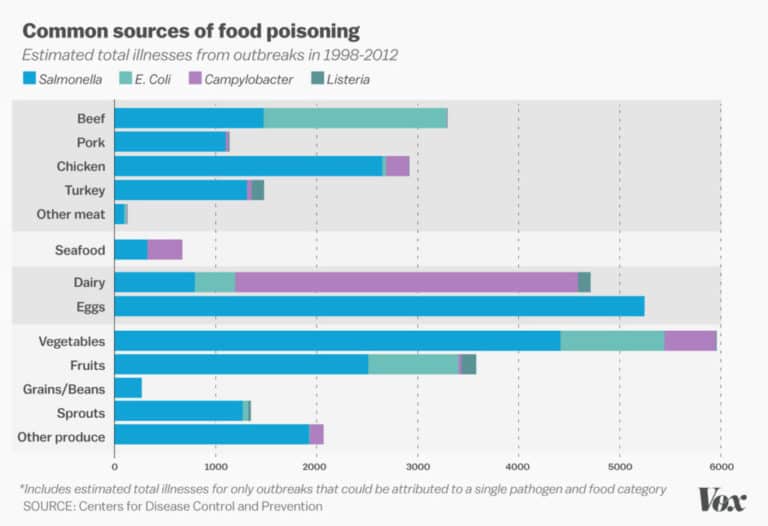 Common sources of food poisoning
Estimated total illnesses from outbreaks in 1998-2012
Salmonella E. Coli Campylobacter Listeria
Beef
Pork
Chicken
Turkey
Other meat
Seafood
Dairy
Eggs
Vegetables
Fruits
Grains/Beans
Sprouts
Other produce
0 1000 2000 3000 4000 5000 6000
*Includes estimated total illnesses for only outbreaks that could be attributed to a single pathogen and food category
SOURCE: Centers for Disease Control and Prevention
Vox